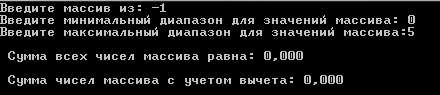 Введите массив из: -1
Введите минимальный диапазон для значений массива: 0
Введите максимальный диапазон для значений массива:5
Сумма всех чисел массива равна: 0,000
Сумма чисел массива с учетом вычета: 0,000